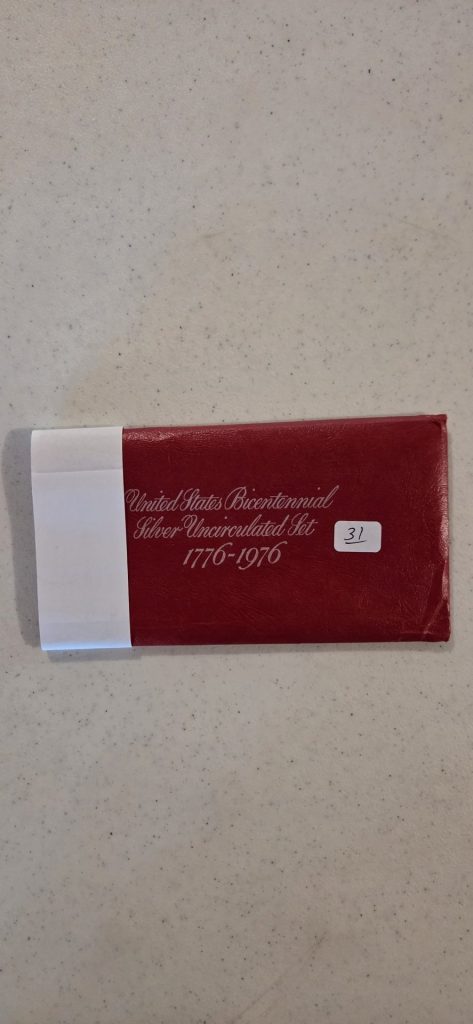 United States Bicentennial
Silver Uncirculated Set
1776-1976
31